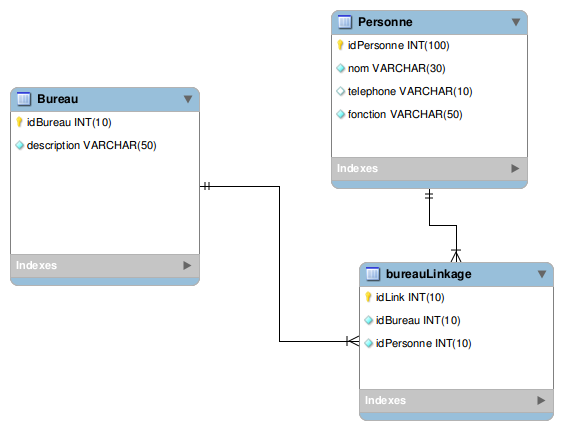 Personne
idPersonne INT(100)
nom VARCHAR(30)
telephone VARCHAR(10)
fonction VARCHAR(50)
Indexes
Bureau
idBureau INT(10)
description VARCHAR(50)
Indexes
bureauLinkage
idLink INT(10)
idBureau INT(10)
idPersonne INT(10)
Indexes